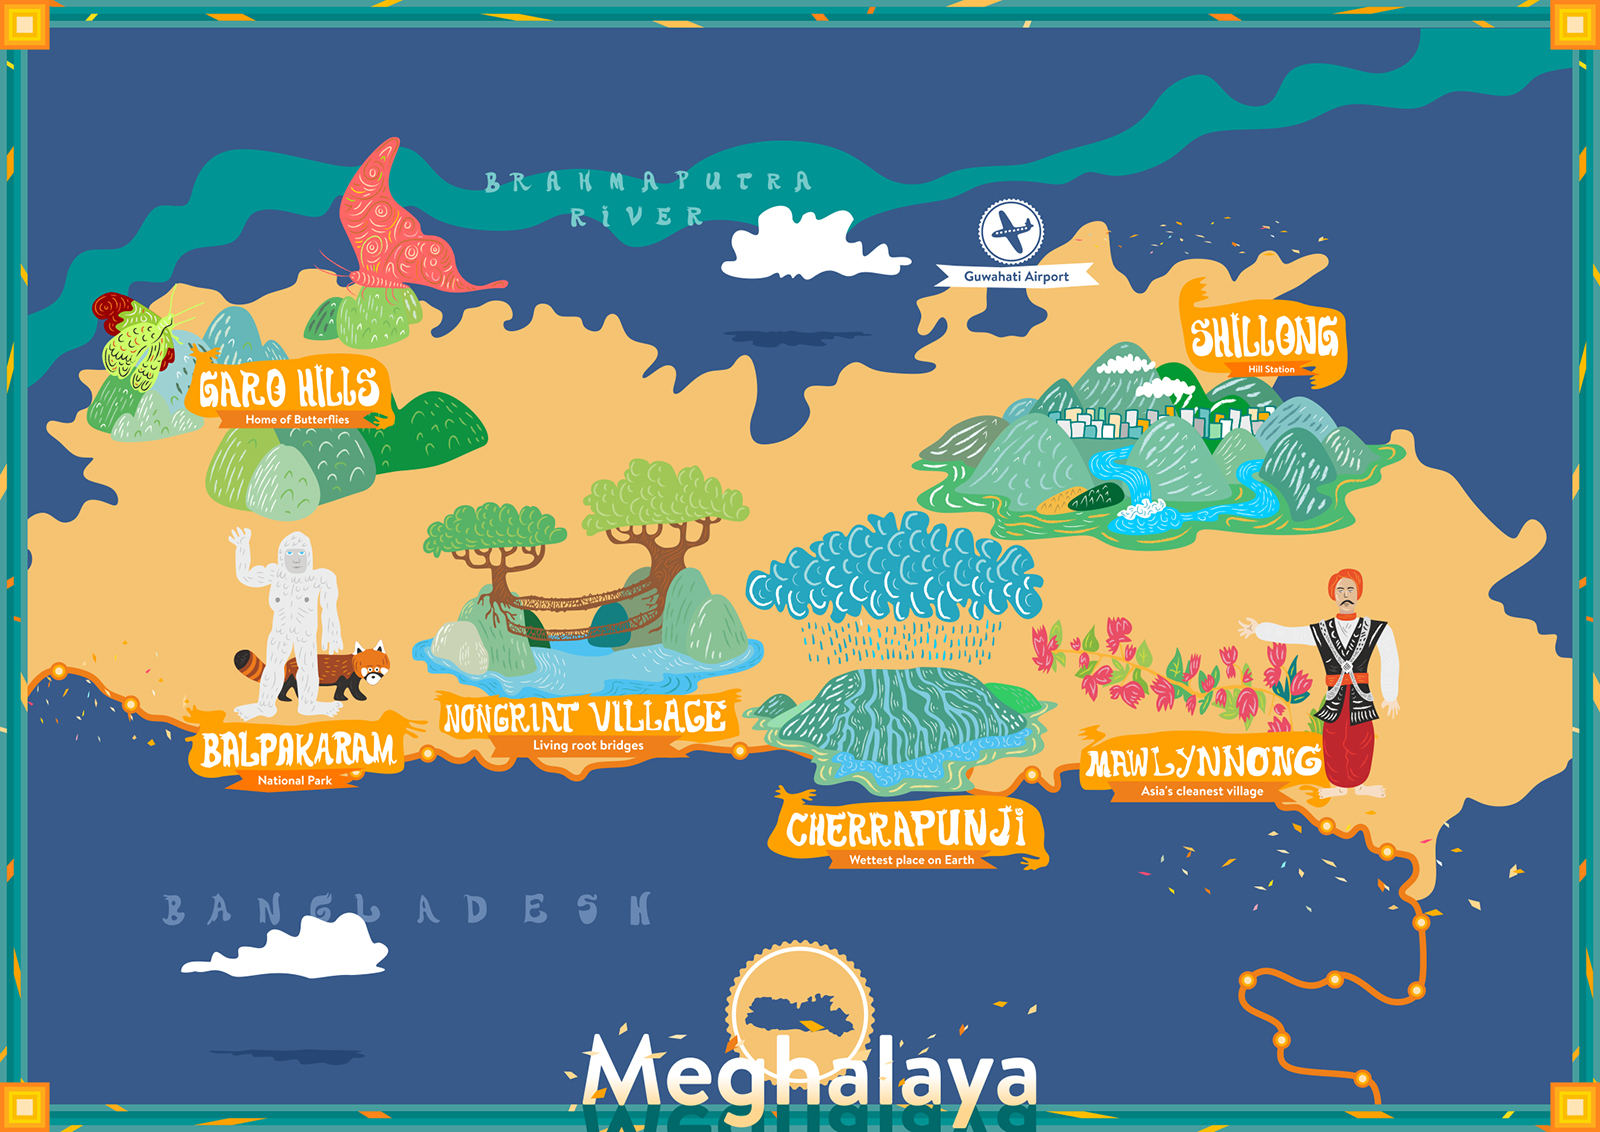 BRAHMAPUTRA
RIVER
Guwahati Airport
SHILLONG
Hill Station
GARO HILLS
Home of Butterflies
NONGRIAT VILLAGE
Living root bridges
BALPAKARAM
National Park
MAWLYNNONG
Asia's cleanest village
CHERRAPUNJi
Wettest place on Earth
BANGLADESH
Meghalaya